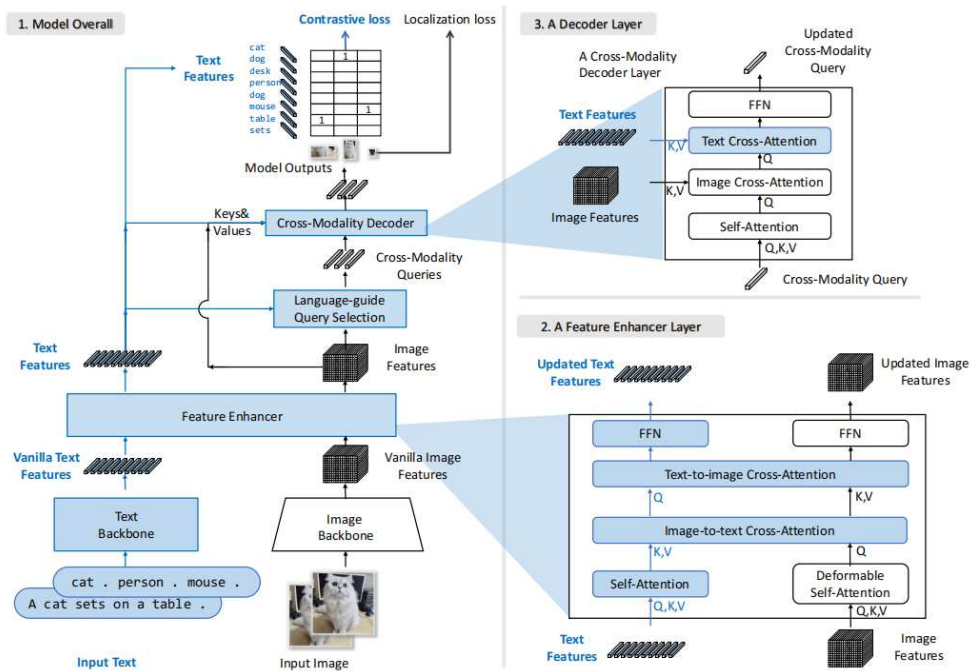 1. Model Overall
Contrastive loss
Localization loss
Text
Features
cat
dog
desk
person
dog
mouse
table
sets
1
1
1
Model Outputs
Keys&
Values
Cross-Modality Decoder
Cross-Modality
Queries
Language-guide
Query Selection
Text
Features
Image
Features
Feature Enhancer
Vanilla Text
Features
Vanilla Image
Features
Text
Backbone
Image
Backbone
cat . person . mouse .
A cat sets on a table .
Input Text
Input Image
3. A Decoder Layer
Updated
Cross-Modality
Query
A Cross-Modality
Decoder Layer
FFN
Text Features
K,V
Text Cross-Attention
Q
K,V
Image Cross-Attention
Image Features
Q
Self-Attention
Q,K,V
Cross-Modality Query
2. A Feature Enhancer Layer
Updated Text
Features
Updated Image
Features
FFN
FFN
Text-to-image Cross-Attention
Q
K,V
Image-to-text Cross-Attention
K,V
Q
Self-Attention
Deformable
Self-Attention
Q,K,V
Q,K,V
Text
Features
Image
Features